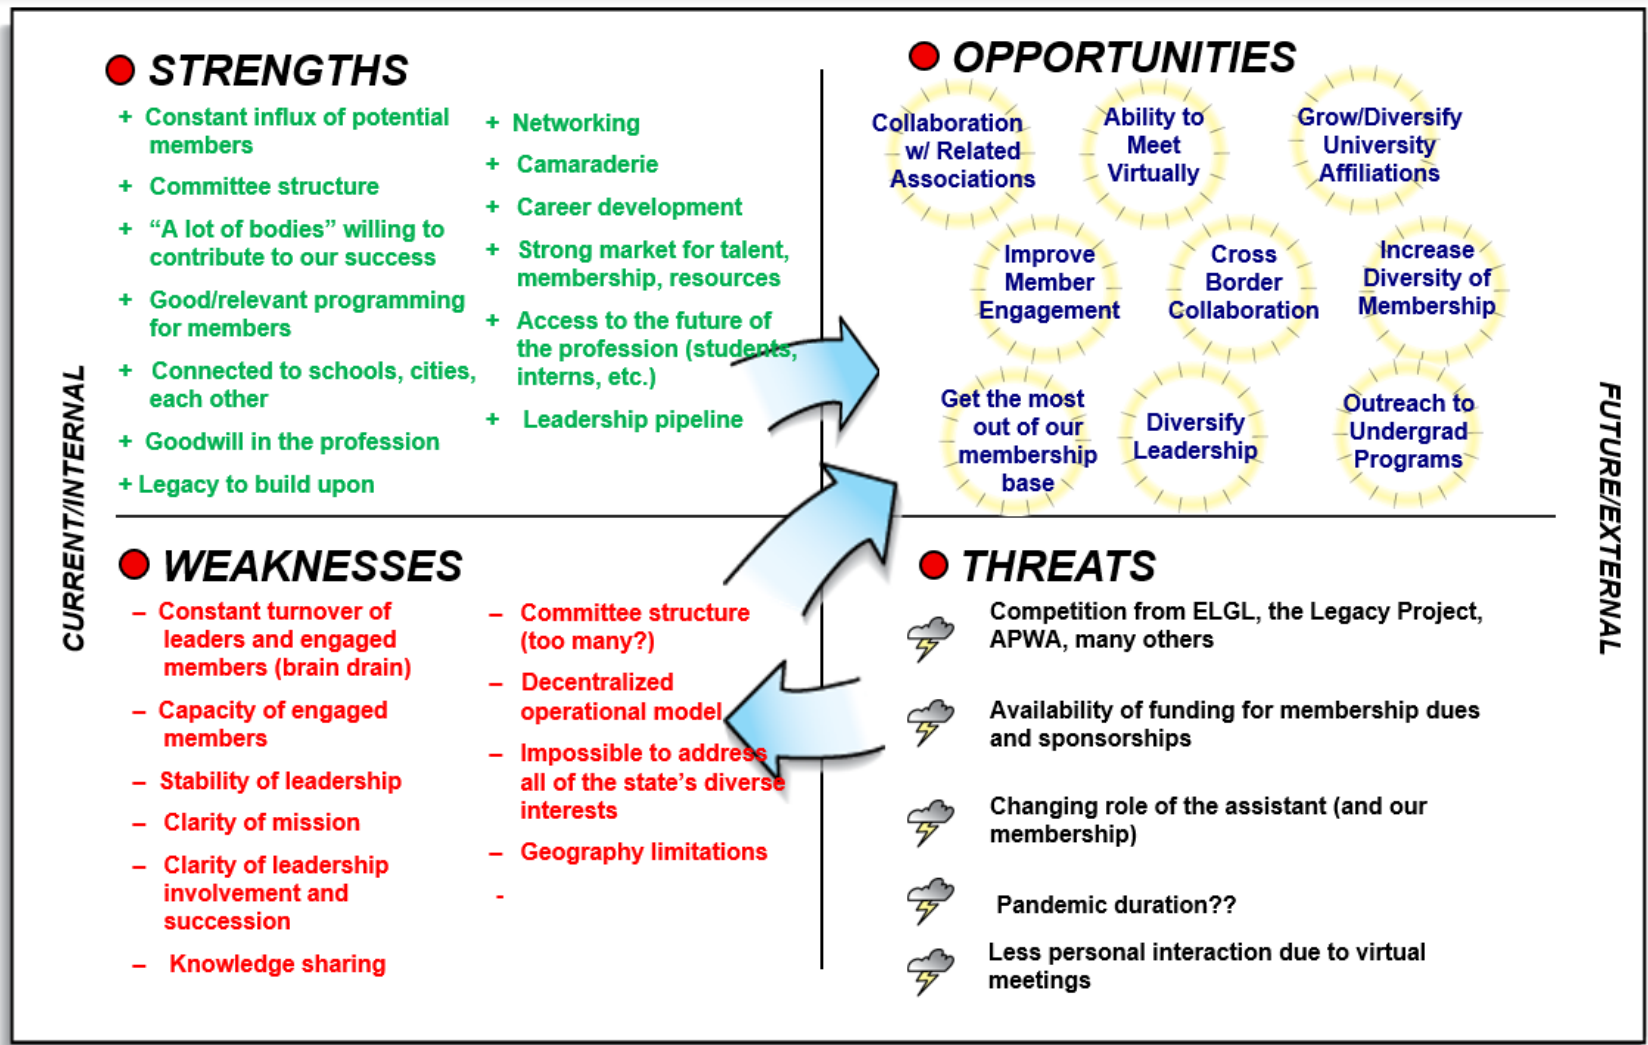 STRENGTHS
+ Constant influx of potential
members
+ Committee structure
+ “A lot of bodies” willing to
contribute to our success
+ Good/relevant programming
for members
+ Connected to schools, cities,
each other
+ Goodwill in the profession
+ Legacy to build upon
+ Networking
+ Camaraderie
+ Career development
+ Strong market for talent,
membership, resources
+ Access to the future of
the profession (students,
interns, etc.)
+ Leadership pipeline
OPPORTUNITIES
Collaboration
w/ Related
Associations
Ability to
Meet
Virtually
Grow/Diversify
University
Affiliations
Improve
Member
Engagement
Cross
Border
Collaboration
Increase
Diversity of
Membership
Get the most
out of our
membership
base
Diversify
Leadership
Outreach to
Undergrad
Programs
CURRENT/INTERNAL
FUTURE/EXTERNAL
WEAKNESSES
– Constant turnover of
leaders and engaged
members (brain drain)
– Capacity of engaged
members
– Stability of leadership
– Clarity of mission
– Clarity of leadership
involvement and
succession
– Knowledge sharing
– Committee structure
(too many?)
– Decentralized
operational model
– Impossible to address
all of the state’s diverse
interests
– Geography limitations
-
THREATS
Competition from ELGL, the Legacy Project,
APWA, many others
Availability of funding for membership dues
and sponsorships
Changing role of the assistant (and our
membership)
Pandemic duration??
Less personal interaction due to virtual
meetings